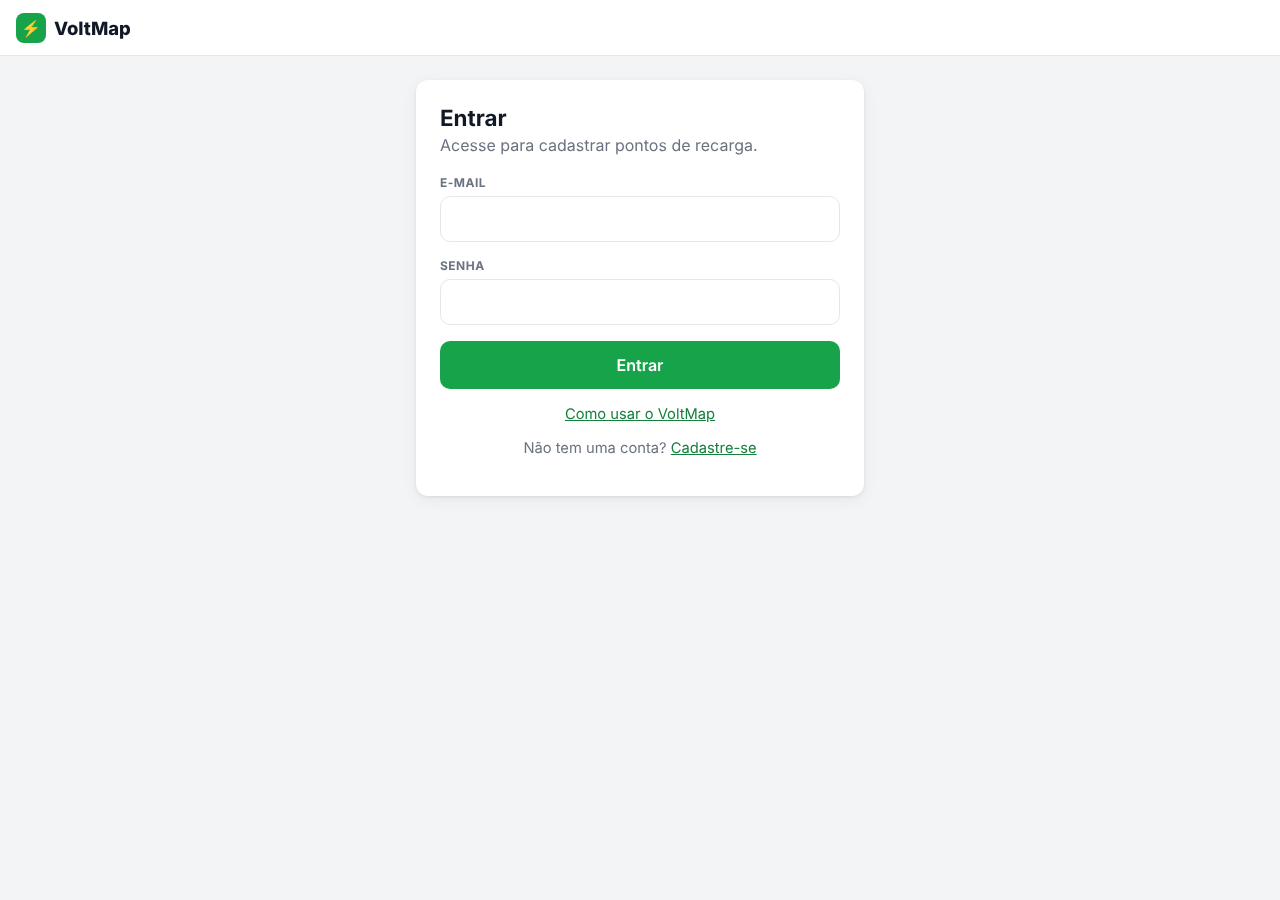 ⚡ VoltMap
Entrar
Acesse para cadastrar pontos de recarga.
E-MAIL
SENHA
Entrar
Como usar o VoltMap
Não tem uma conta? Cadastre-se